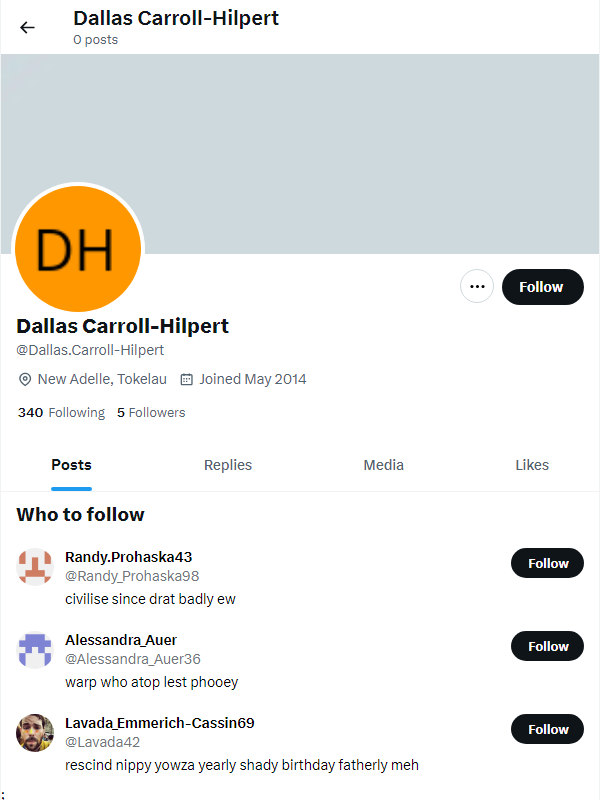 Dallas Carroll-Hilpert
0 posts
DH
Follow
Dallas Carroll-Hilpert
@Dallas.Carroll-Hilpert
New Adelle, Tokelau Joined May 2014
340 Following 5 Followers
Posts Replies Media Likes
Who to follow
Randy.Prohaska43
@Randy_Prohaska98
Follow
civilise since drat badly ew
Alessandra_Auer
@Alessandra_Auer36
Follow
warp who atop lest phooey
Lavada_Emmerich-Cassin69
@Lavada42
Follow
rescind nippy yowza yearly shady birthday fatherly meh
;